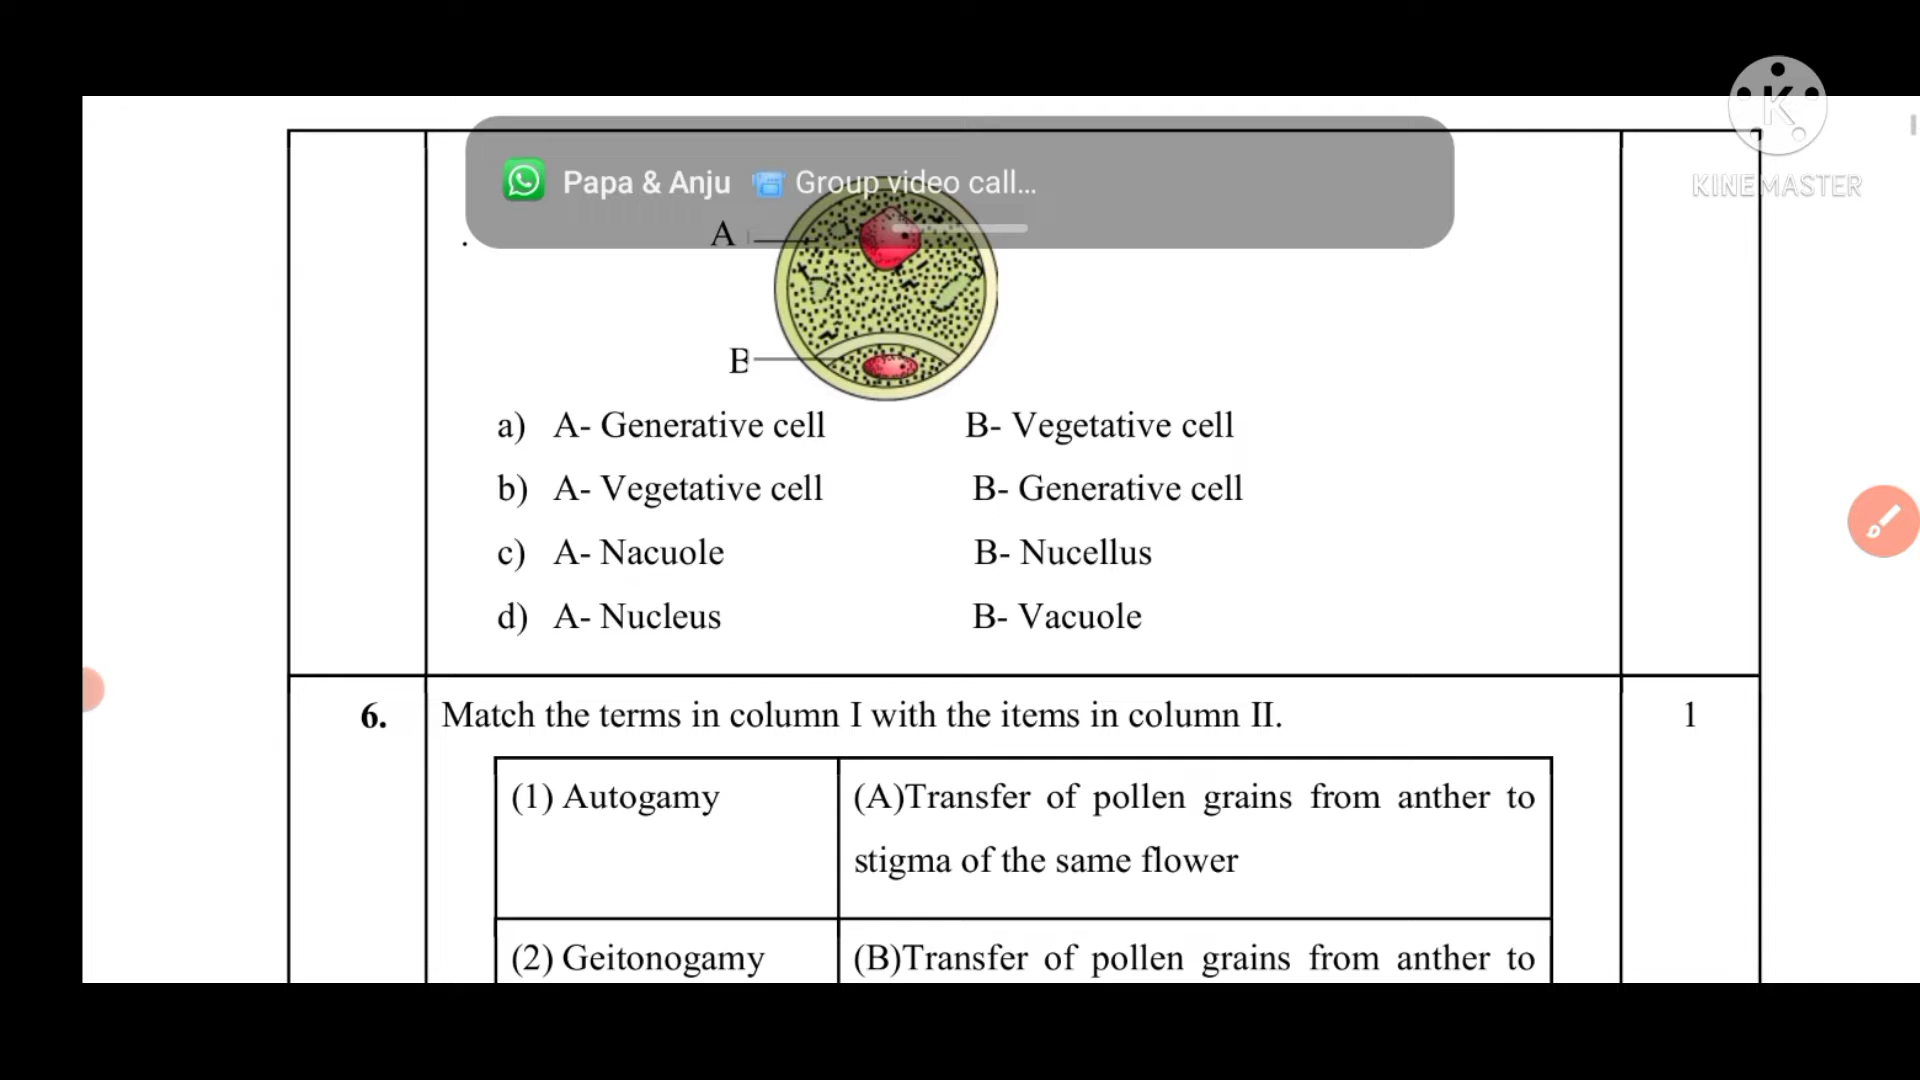 Papa & Anju Group video call...
KINEMASTER
.
A
B
a) A- Generative cell B- Vegetative cell
b) A- Vegetative cell B- Generative cell
c) A- Nacuole B- Nucellus
d) A- Nucleus B- Vacuole
6. Match the terms in column I with the items in column II. 1
(1) Autogamy (A)Transfer of pollen grains from anther to
stigma of the same flower
(2) Geitonogamy (B)Transfer of pollen grains from anther to